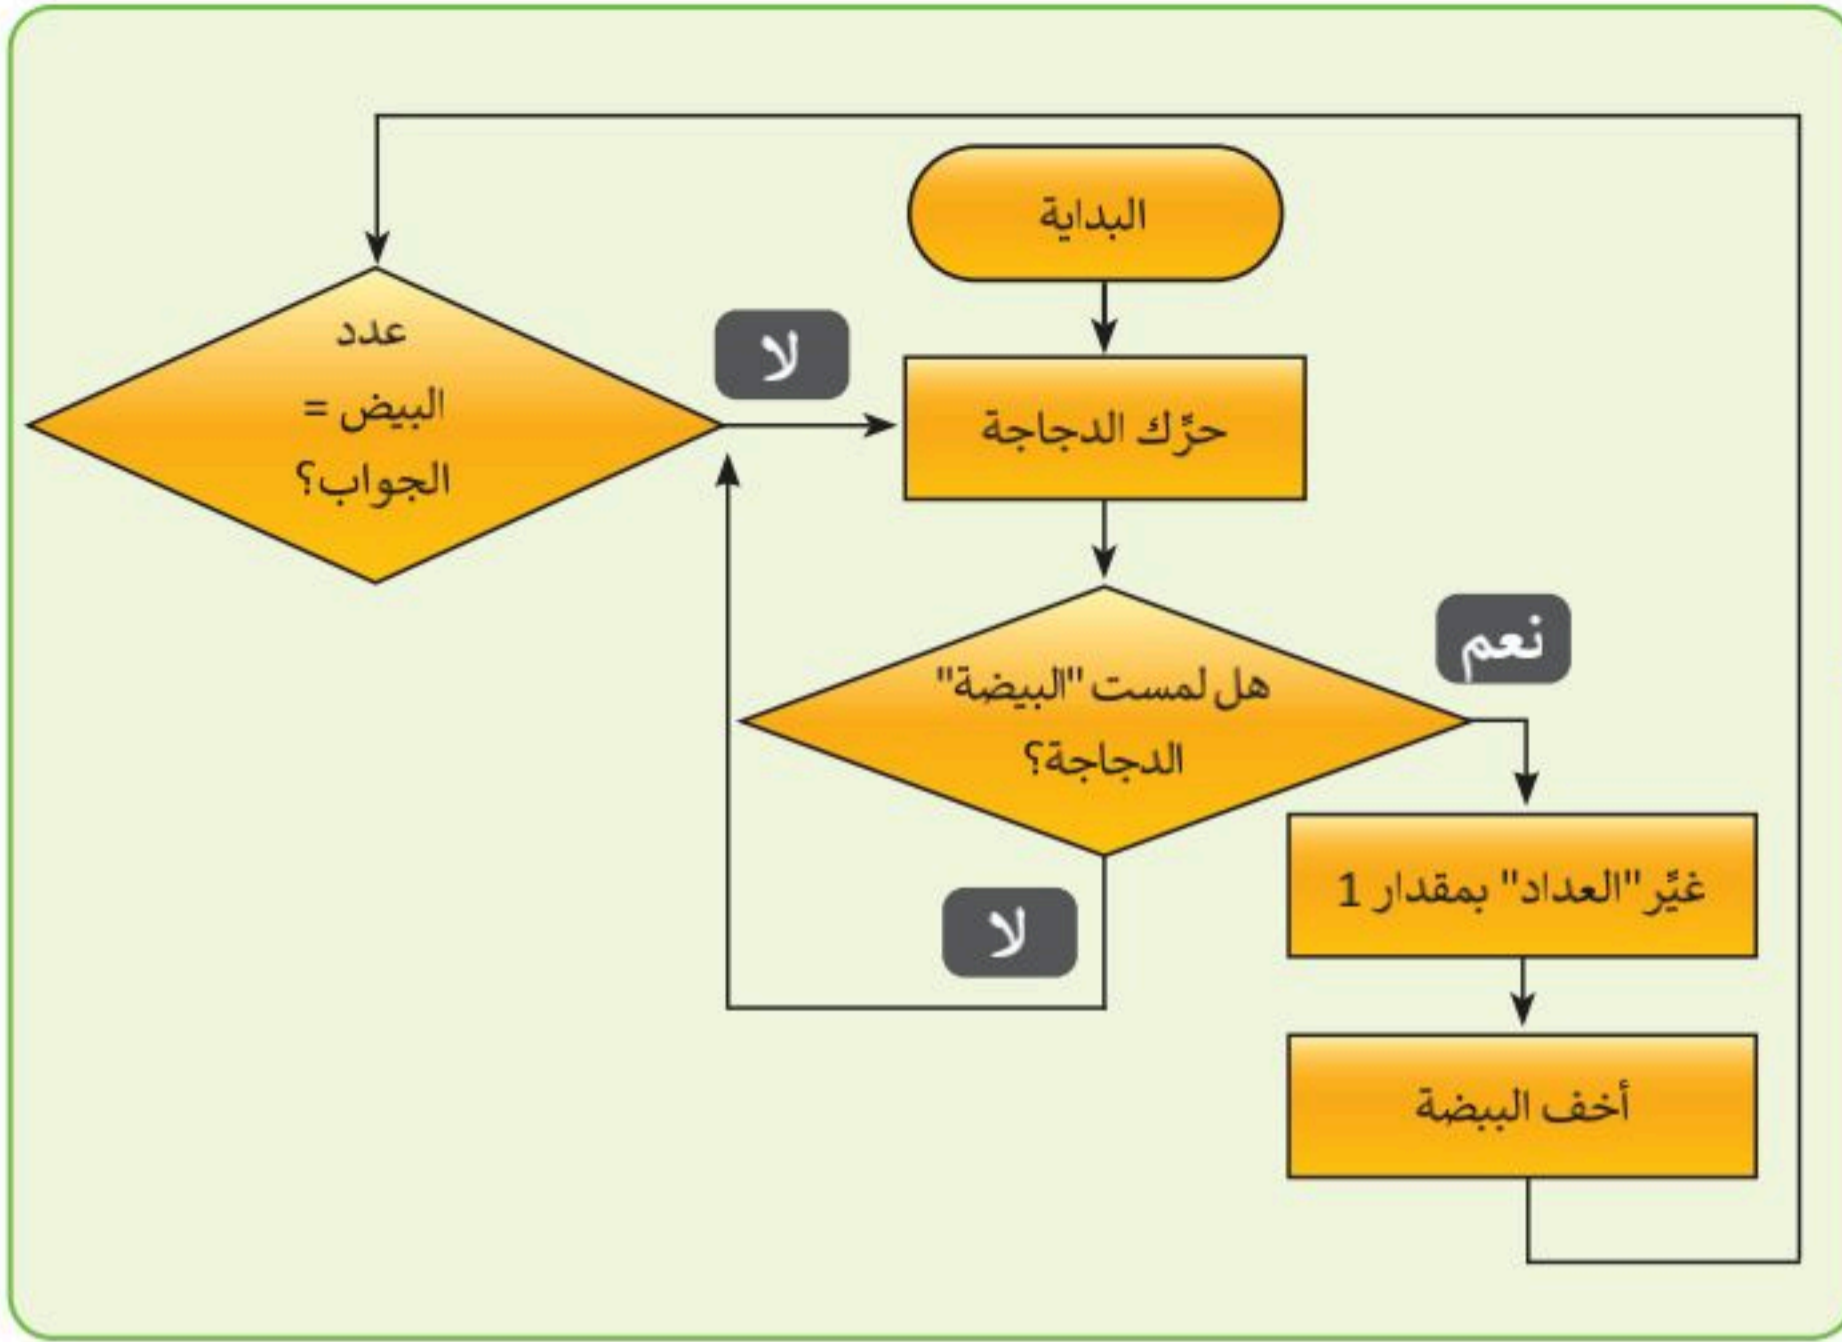 البداية
عدد
البيض =
الجواب؟
لا
حرِّك الدجاجة
نعم
هل لمست "البيضة"
الدجاجة؟
غيِّر "العداد" بمقدار 1
لا
أخف البيضة